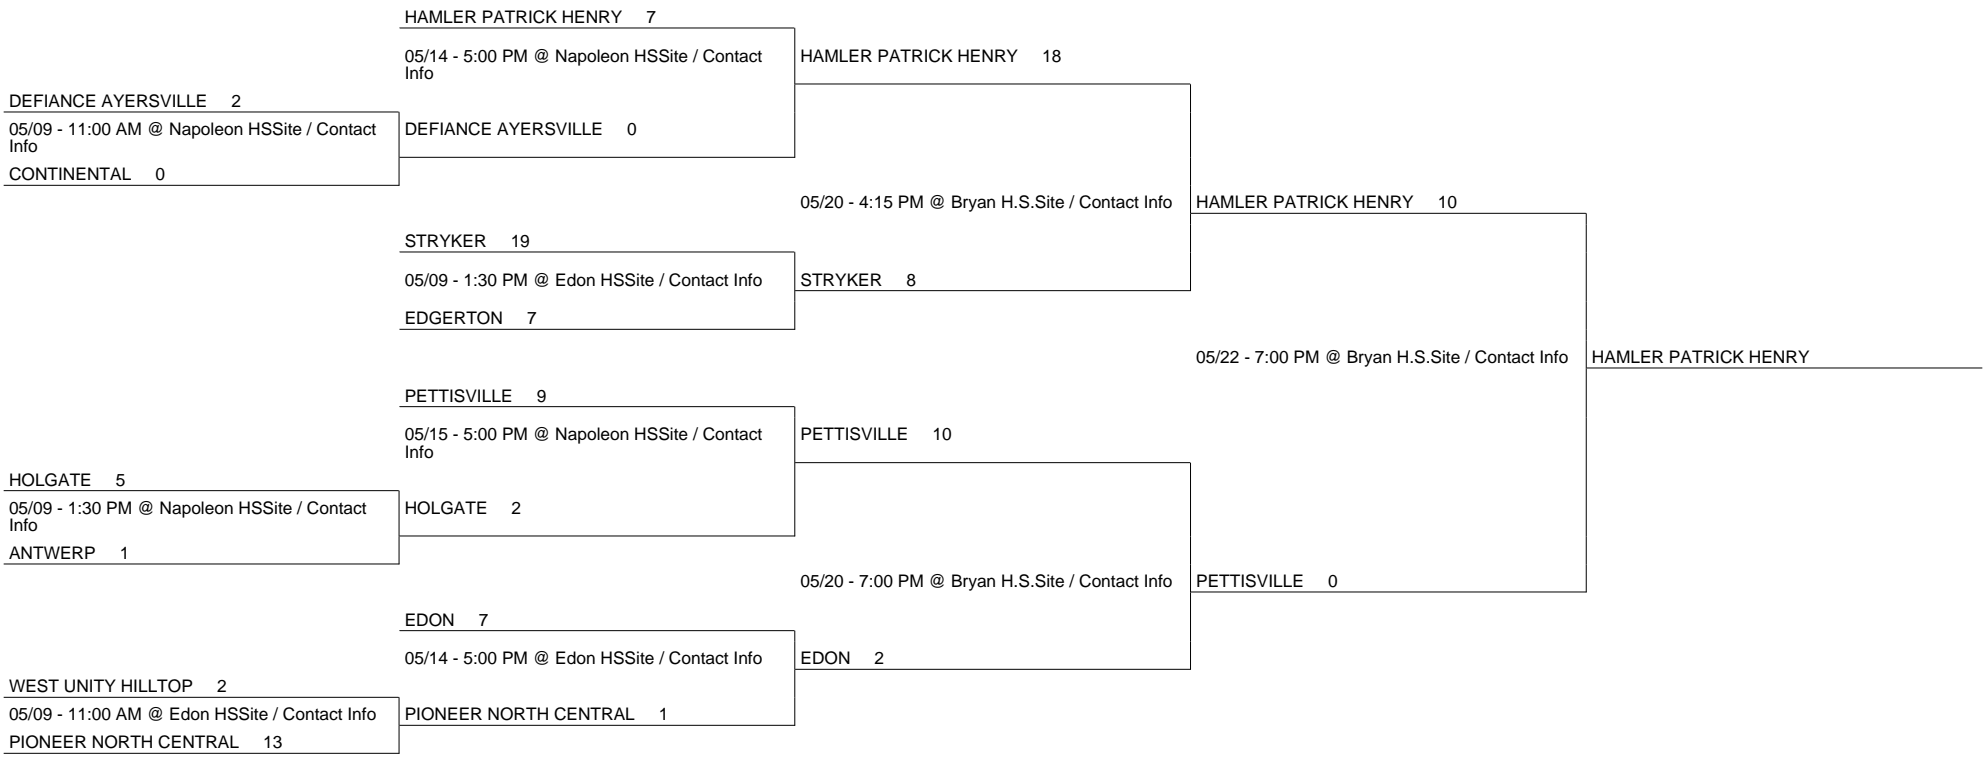 HAMLER PATRICK HENRY 7
05/14 - 5:00 PM @ Napoleon HSSite / Contact
Info
HAMLER PATRICK HENRY 18
DEFIANCE AYERSVILLE 2
05/09 - 11:00 AM @ Napoleon HSSite / Contact
Info
DEFIANCE AYERSVILLE 0
CONTINENTAL 0
05/20 - 4:15 PM @ Bryan H.S.Site / Contact Info
HAMLER PATRICK HENRY 10
STRYKER 19
05/09 - 1:30 PM @ Edon HSSite / Contact Info
STRYKER 8
EDGERTON 7
05/22 - 7:00 PM @ Bryan H.S.Site / Contact Info
HAMLER PATRICK HENRY
PETTISVILLE 9
05/15 - 5:00 PM @ Napoleon HSSite / Contact
Info
PETTISVILLE 10
HOLGATE 5
05/09 - 1:30 PM @ Napoleon HSSite / Contact
Info
HOLGATE 2
ANTWERP 1
05/20 - 7:00 PM @ Bryan H.S.Site / Contact Info
PETTISVILLE 0
EDON 7
05/14 - 5:00 PM @ Edon HSSite / Contact Info
EDON 2
WEST UNITY HILLTOP 2
05/09 - 11:00 AM @ Edon HSSite / Contact Info
PIONEER NORTH CENTRAL 1
PIONEER NORTH CENTRAL 13